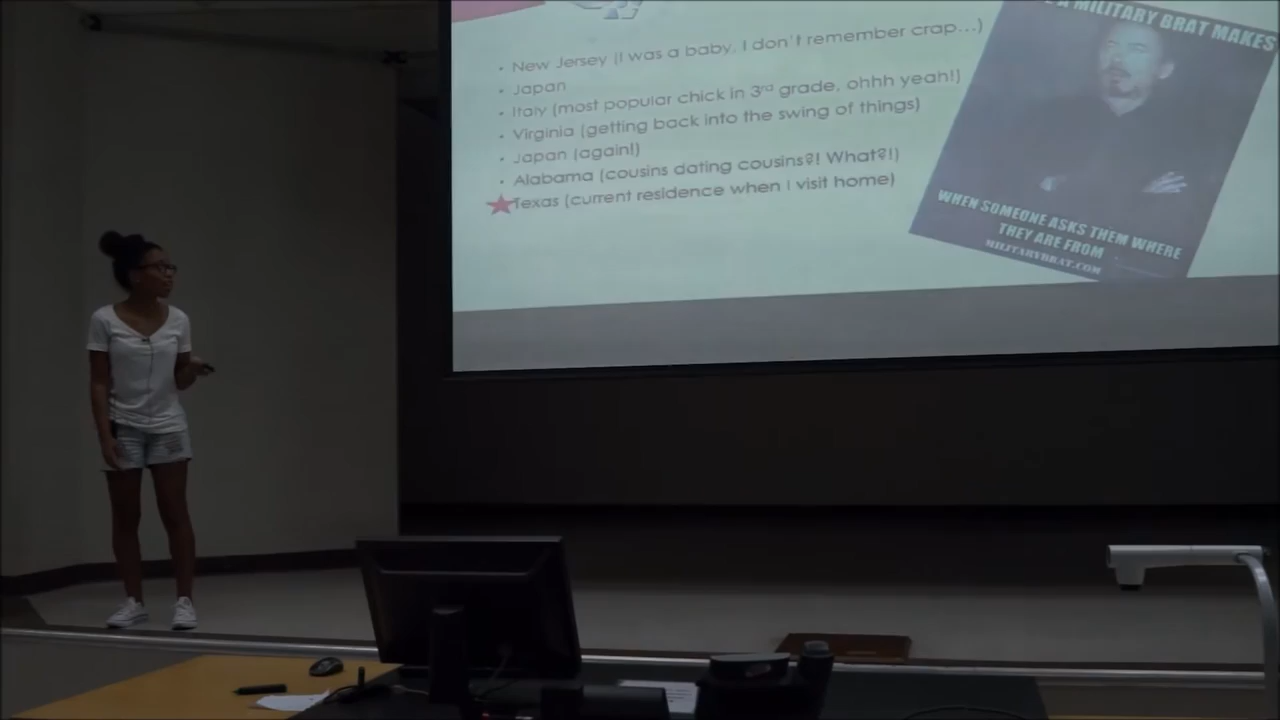 • New Jersey (I was a baby, I don't remember crap...)
• Japan
• Italy (most popular chick in 3rd grade, ohhh yeah!)
• Virginia (getting back into the swing of things)
• Japan (again!)
• Alabama (cousins dating cousins?! What?!)
Texas (current residence when I visit home)
A MILITARY BRAT MAKES
WHEN SOMEONE ASKS THEM WHERE
THEY ARE FROM
MILITARYBRAT.COM